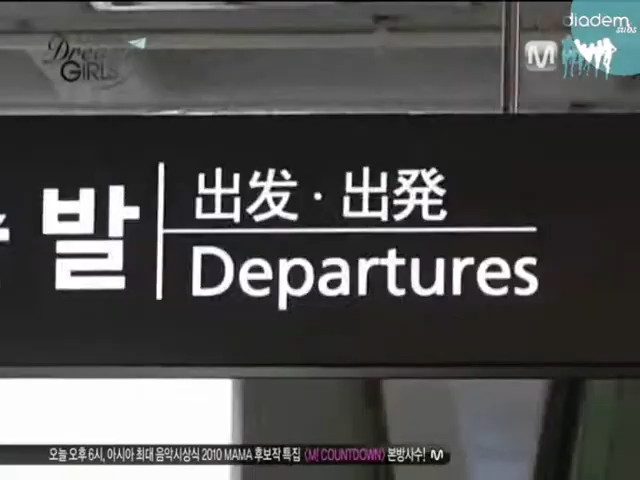 Dream
GIRLS
diadem
subs
M
발
出发·出発
Departures
오늘 오후 6시, 아시아 최대 음악시상식 2010 MAMA 후보작 특집 〈M! COUNTDOWN〉 본방사수! M